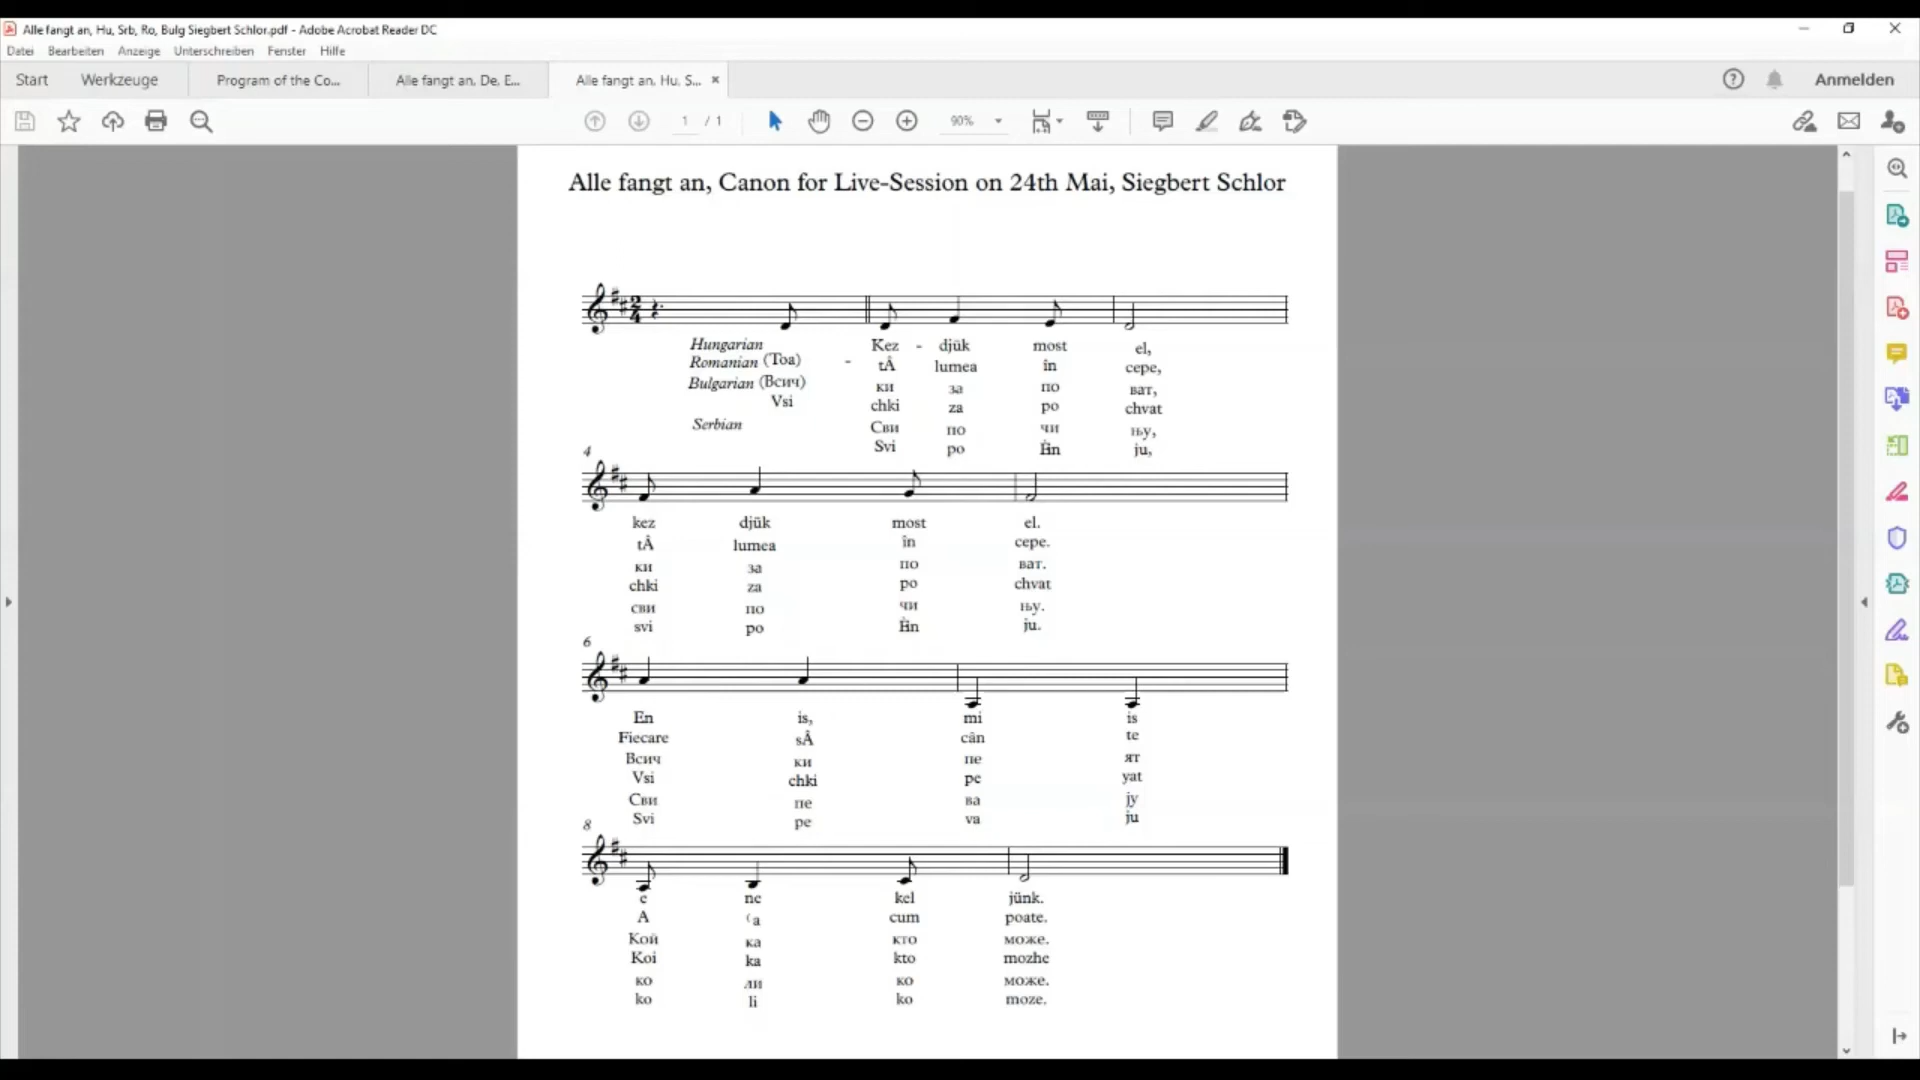 Alle fangt an, Hu, Srb, Ro, Bulg Siegbert Schlor.pdf - Adobe Acrobat Reader DC
Datei Bearbeiten Anzeige Unterschreiben Fenster Hilfe
Start Werkzeuge Program of the Co... Alle fangt an, De, E... Alle fangt an, Hu, S... × Anmelden
1 / 1 90%
Alle fangt an, Canon for Live-Session on 24th Mai, Siegbert Schlor
2
4
Hungarian Kez - djük most el,
Romanian (Toa) - tÂ lumea în cepe,
Bulgarian (Всич) ки за по ват,
Vsi chki za po chvat
Serbian Сви по чи њу,
Svi po Èin ju,
4
kez djük most el.
tÂ lumea în cepe.
ки за по ват.
chki za po chvat
сви по чи њу.
svi po Èin ju.
6
En is, mi is
Fiecare sÂ cân te
Всич ки пе ят
Vsi chki pe yat
Сви пе ва ју
Svi pe va ju
8
e ne kel jünk.
A (a cum poate.
Кой ка кто може.
Koi ka kto mozhe
ко ли ко може.
ko li ko moze.